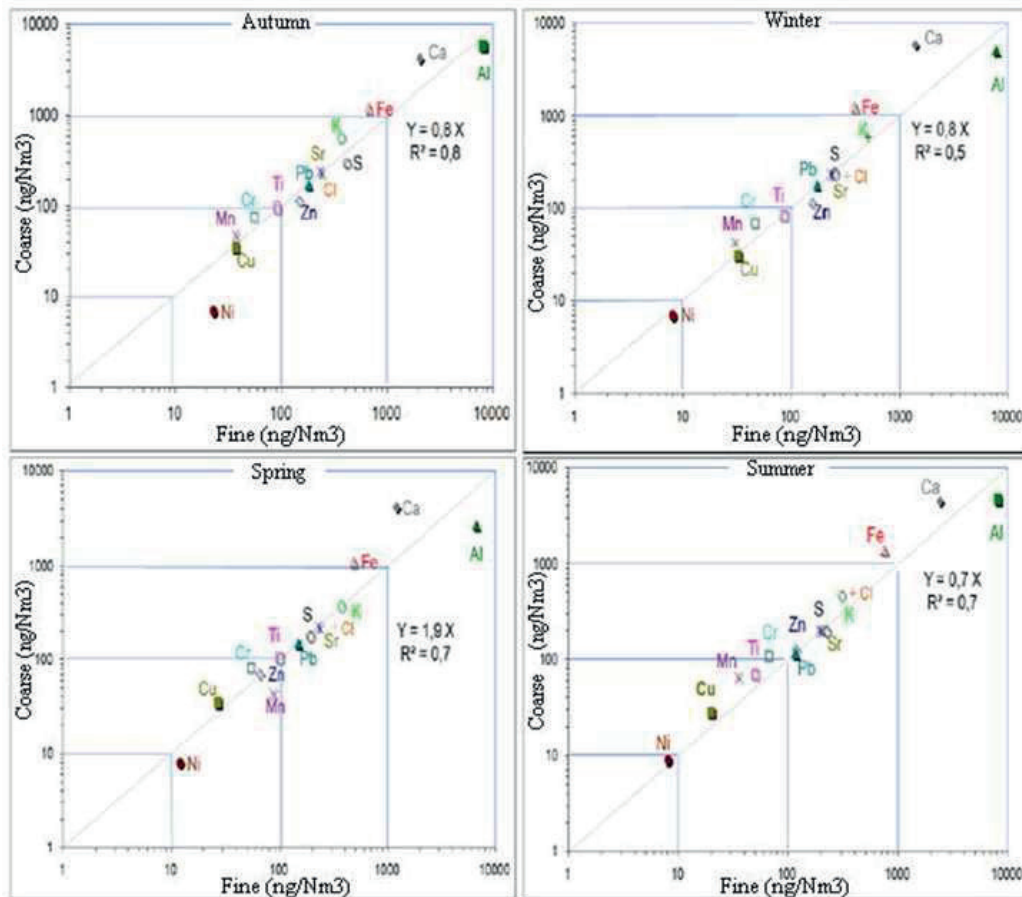 Autumn
10000
1000
100
10
1
Coarse (ng/Nm3)
Ca
Al
Fe
K
Y = 0,8 X
R² = 0,8
Sr
S
Pb
Cl
Ti
Cr
Zn
Mn
Cu
Ni
1 10 100 1000 10000
Fine (ng/Nm3)
Winter
10000
1000
100
10
1
Coarse (ng/Nm3)
Ca
Al
Fe
K
Y = 0,8 X
R² = 0,5
S
Pb
Cl
Sr
Ti
Cr
Zn
Mn
Cu
Ni
1 10 100 1000 10000
Fine (ng/Nm3)
Spring
10000
1000
100
10
1
Coarse (ng/Nm3)
Ca
Al
Fe
S
K
Cl
Ti
Sr
Y = 1,9 X
R² = 0,7
Cr
Pb
Zn
Cu
Mn
Ni
1 10 100 1000 10000
Fine (ng/Nm3)
Summer
10000
1000
100
10
1
Coarse (ng/Nm3)
Ca
Al
Fe
Y = 0,7 X
R² = 0,7
Cl
S
K
Zn
Cr
Sr
Ti
Mn
Pb
Cu
Ni
1 10 100 1000 10000
Fine (ng/Nm3)